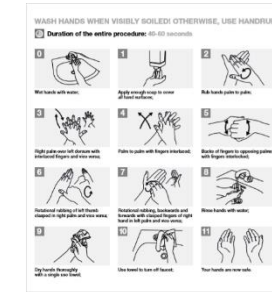 WASH HANDS WHEN VISIBLY SOILED! OTHERWISE, USE HANDRUB
Duration of the entire procedure: 40-60 seconds
0
1
2
Wet hands with water;
Apply enough soap to cover
all hand surfaces;
Rub hands palm to palm;
3
4
5
Right palm over left dorsum with
interlaced fingers and vice versa;
Palm to palm with fingers interlaced;
Backs of fingers to opposing palms
with fingers interlocked;
6
7
8
Rotational rubbing of left thumb
clasped in right palm and vice versa;
Rotational rubbing, backwards and
forwards with clasped fingers of right
hand in left palm and vice versa;
Rinse hands with water;
9
10
11
Dry hands thoroughly
with a single use towel;
Use towel to turn off faucet;
Your hands are now safe.